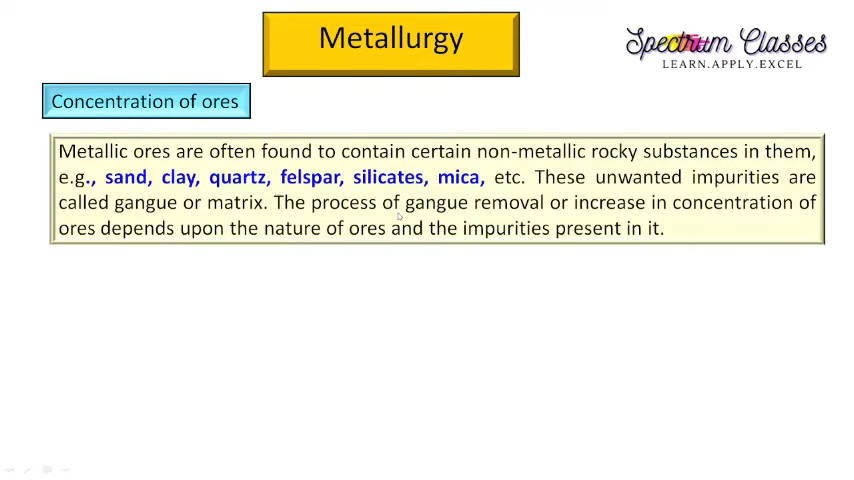 Metallurgy
Spectrum Classes
LEARN.APPLY.EXCEL
Concentration of ores
Metallic ores are often found to contain certain non-metallic rocky substances in them,
e.g., sand, clay, quartz, felspar, silicates, mica, etc. These unwanted impurities are
called gangue or matrix. The process of gangue removal or increase in concentration of
ores depends upon the nature of ores and the impurities present in it.